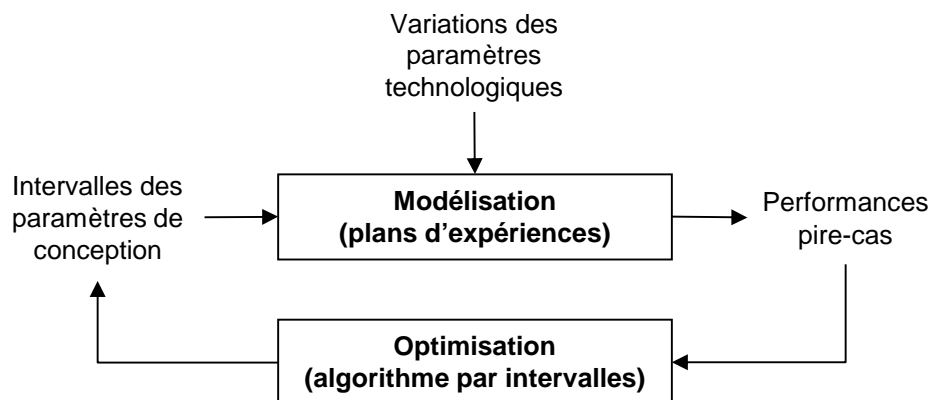 Variations des
paramètres
technologiques
Intervalles des
paramètres de
conception
Modélisation
(plans d'expériences)
Performances
pire-cas
Optimisation
(algorithme par intervalles)